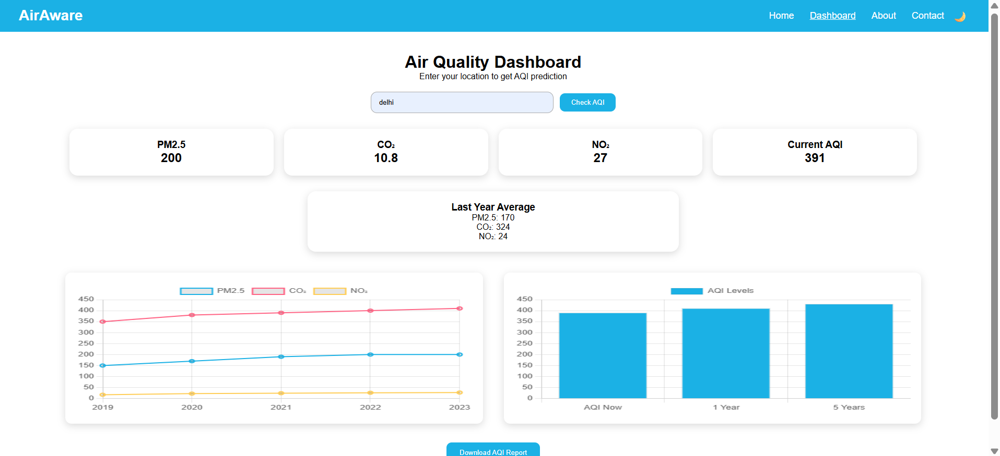 AirAware
Home Dashboard About Contact
Air Quality Dashboard
Enter your location to get AQI prediction
delhi
Check AQI
PM2.5
200
CO₂
10.8
NO₂
27
Current AQI
391
Last Year Average
PM2.5: 170
CO₂: 324
NO₂: 24
PM2.5 CO₂ NO₂
450
400
350
300
250
200
150
100
50
0
2019 2020 2021 2022 2023
AQI Levels
450
400
350
300
250
200
150
100
50
0
AQI Now 1 Year 5 Years
Download AQI Report